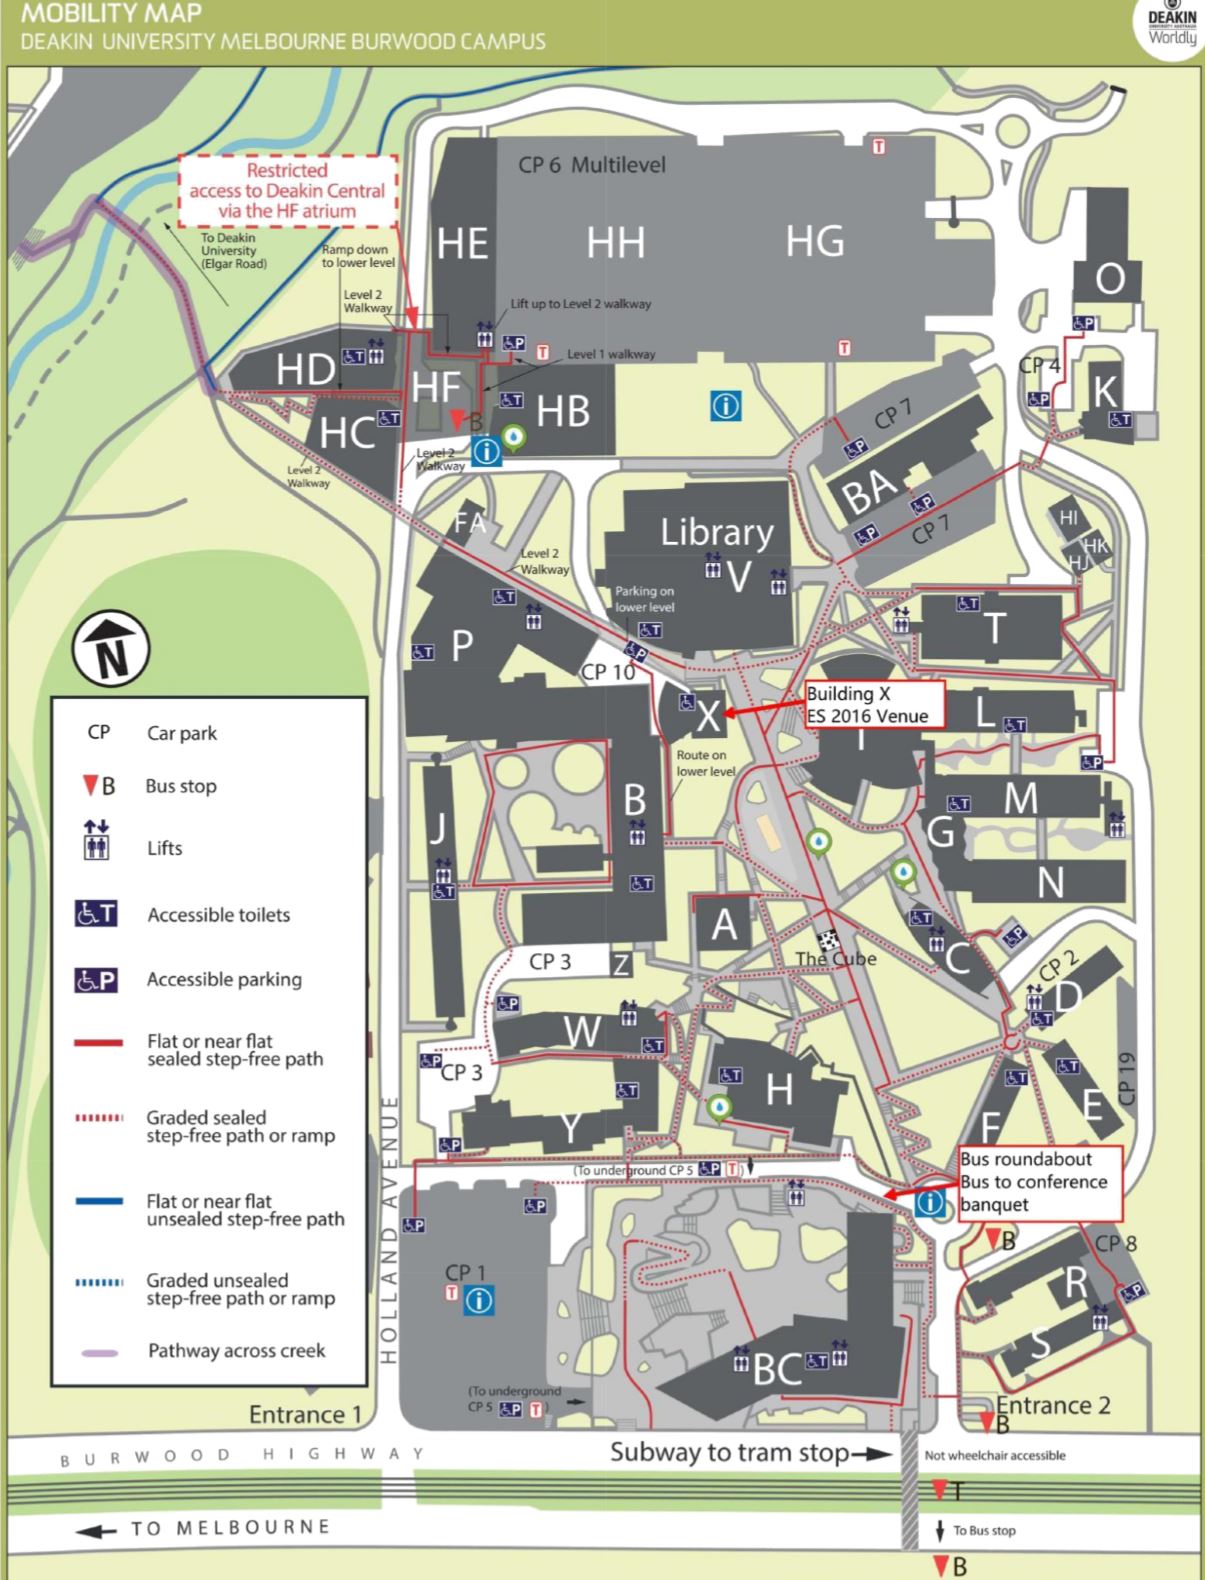 MOBILITY MAP
DEAKIN UNIVERSITY MELBOURNE BURWOOD CAMPUS
DEAKIN
Worldly
Restricted
access to Deakin Central
via the HF atrium
CP 6 Multilevel
T
HE
HH
HG
O
To Deakin
University
(Elgar Road)
Ramp down
to lower level
Level 2
Walkway
Lift up to Level 2 walkway
P
T
Level 1 walkway
T
P
CP 4
P
K
T
HD
T
HF
HC
T
T
HB
B
i
i
CP 7
P
BA
P
P
CP 7
Level 2
Walkway
Level 2
Walkway
FA
Library
V
HI
HK
HJ
Level 2
Walkway
Parking on
lower level
T
T
P
T
P
T
T
CP 10
X
Building X
ES 2016 Venue
L
T
P
Route on
lower level
N
CP
Car park
B
Bus stop
Lifts
T
Accessible toilets
P
Accessible parking
Flat or near flat
sealed step-free path
Graded sealed
step-free path or ramp
Flat or near flat
unsealed step-free path
Graded unsealed
step-free path or ramp
Pathway across creek
J
T
B
T
M
T
G
N
A
T
C
P
The Cube
CP 3
Z
CP 2
D
T
P
W
T
P
CP 3
T
T
H
T
E
CP 19
T
F
Y
P
(To underground CP 5 P T )
Bus roundabout
Bus to conference
banquet
i
B
P
P
CP 1
T
i
CP 8
R
P
S
BC
T
HOLLAND AVENUE
(To underground
CP 5 P T )
Entrance 1
Entrance 2
B
BURWOOD HIGHWAY
Subway to tram stop
Not wheelchair accessible
T
TO MELBOURNE
To Bus stop
B